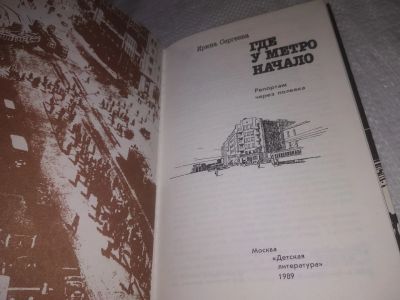 Ирина Сергеева
ГДЕ
У МЕТРО
НАЧАЛО
Репортаж
через полвека
Москва
«Детская
литература»
1989